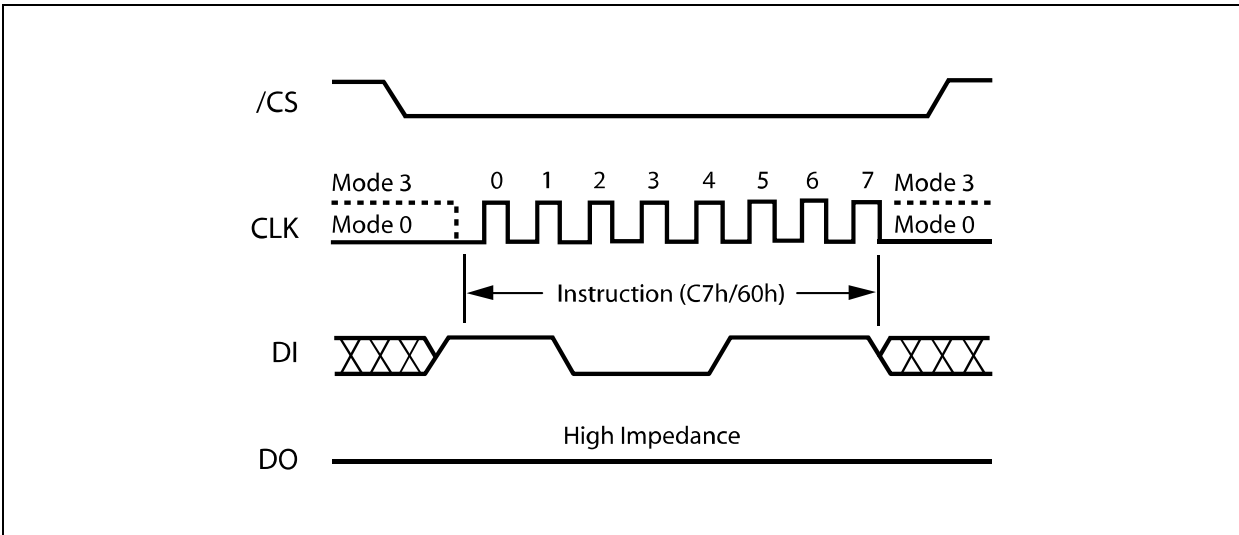 /CS
Mode 3 0 1 2 3 4 5 6 7 Mode 3
CLK Mode 0 Mode 0
Instruction (C7h/60h)
DI
High Impedance
DO